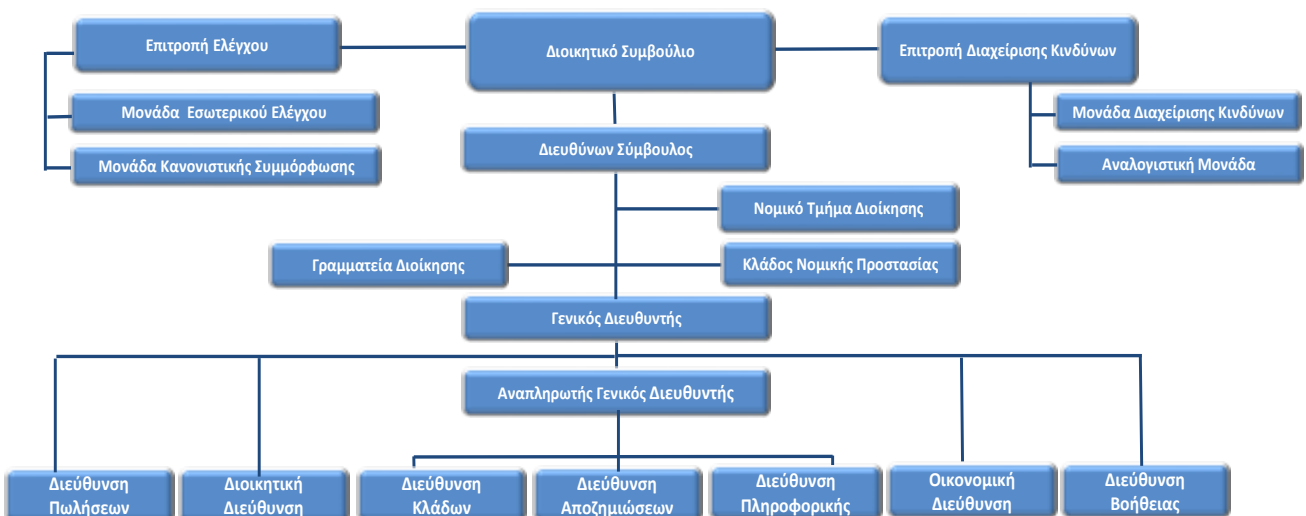 Επιτροπή Ελέγχου
Διοικητικό Συμβούλιο
Επιτροπή Διαχείρισης Κινδύνων
Μονάδα Εσωτερικού Ελέγχου
Μονάδα Διαχείρισης Κινδύνων
Διευθύνων Σύμβουλος
Μονάδα Κανονιστικής Συμμόρφωσης
Αναλογιστική Μονάδα
Νομικό Τμήμα Διοίκησης
Γραμματεία Διοίκησης
Κλάδος Νομικής Προστασίας
Γενικός Διευθυντής
Αναπληρωτής Γενικός Διευθυντής
Διεύθυνση
Πωλήσεων
Διοικητική
Διεύθυνση
Διεύθυνση
Κλάδων
Διεύθυνση
Αποζημιώσεων
Διεύθυνση
Πληροφορικής
Οικονομική
Διεύθυνση
Διεύθυνση
Βοήθειας